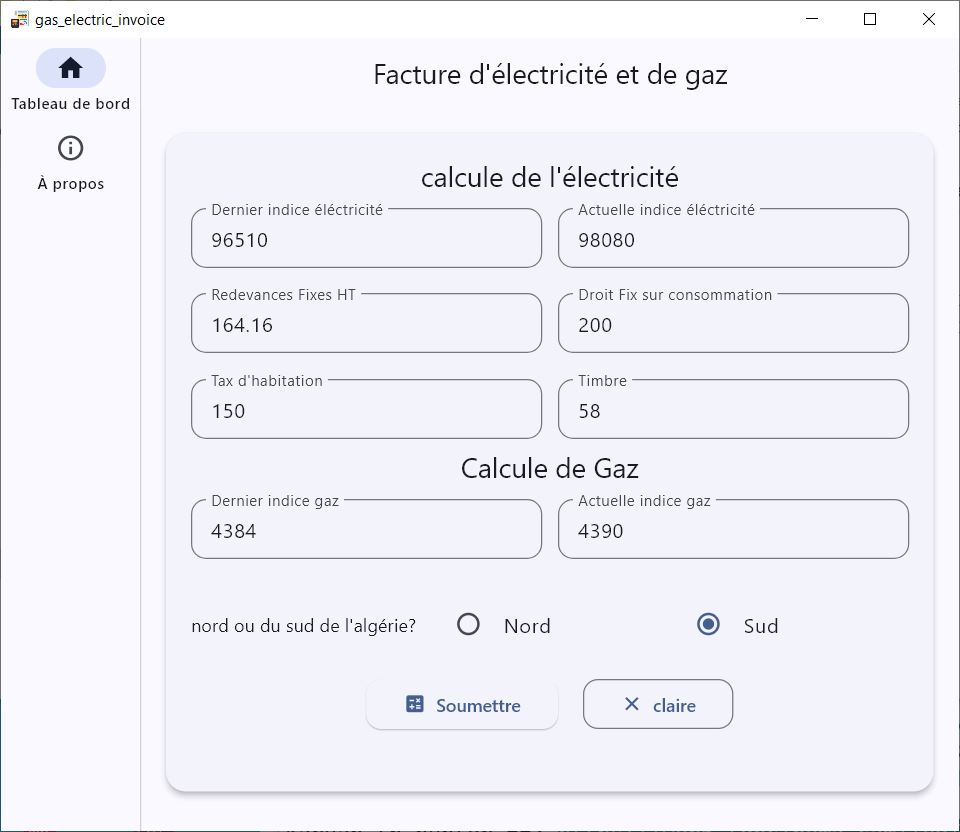 gas_electric_invoice
Tableau de bord
À propos
Facture d'électricité et de gaz
calcule de l'électricité
Dernier indice éléctricité
Actuelle indice éléctricité
96510
98080
Redevances Fixes HT
Droit Fix sur consommation
164.16
200
Tax d'habitation
Timbre
150
58
Calcule de Gaz
Dernier indice gaz
Actuelle indice gaz
4384
4390
nord ou du sud de l'algérie?
Nord
Sud
Soumettre
claire